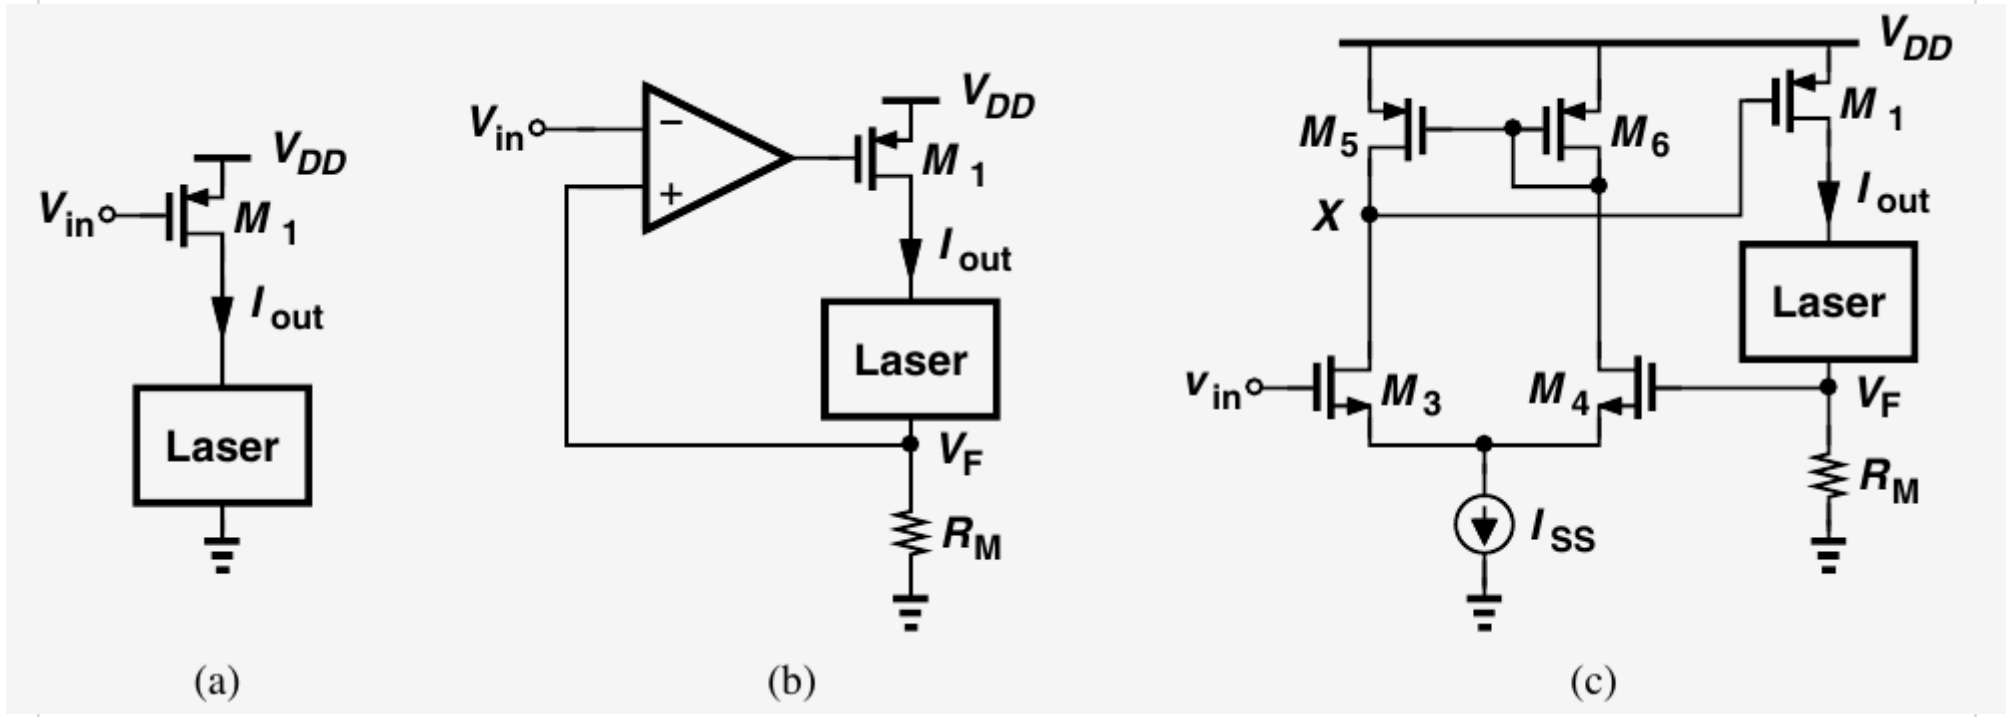 V_DD
V_in
M_1
I_out
Laser
(a)
V_in
−
+
V_DD
M_1
I_out
Laser
V_F
R_M
(b)
V_DD
M_5
M_6
M_1
X
I_out
Laser
v_in
M_3
M_4
V_F
R_M
I_SS
(c)